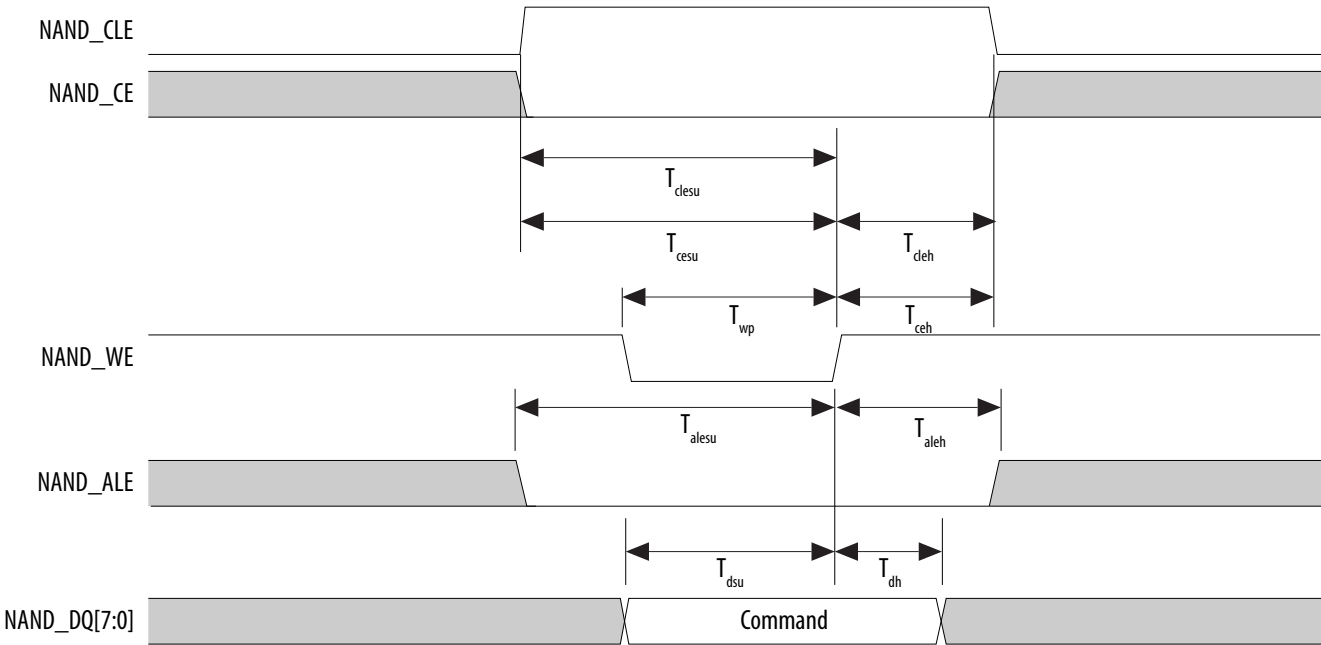 NAND_CLE
NAND_CE
T_clesu
T_cesu
T_cleh
T_wp
T_ceh
NAND_WE
T_alesu
T_aleh
NAND_ALE
T_dsu
T_dh
NAND_DQ[7:0]
Command